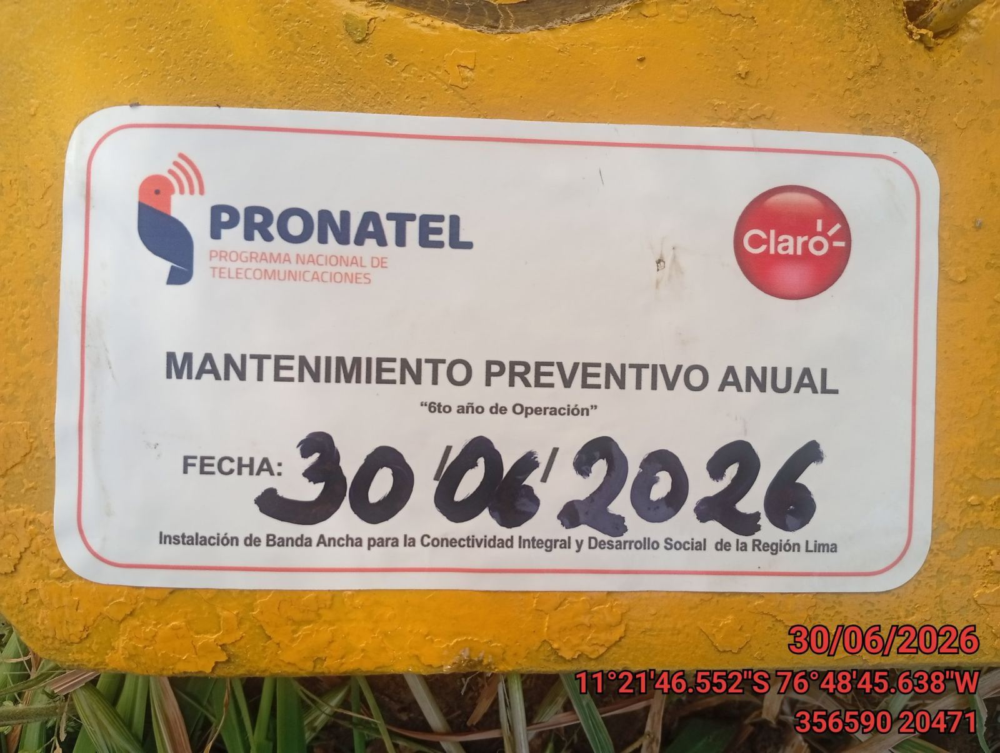 PRONATEL
PROGRAMA NACIONAL DE
TELECOMUNICACIONES
Claro
MANTENIMIENTO PREVENTIVO ANUAL
“6to año de Operación”
FECHA: 30/06/2026
Instalación de Banda Ancha para la Conectividad Integral y Desarrollo Social de la Región Lima
30/06/2026
11°21'46.552"S 76°48'45.638"W
356590 20471